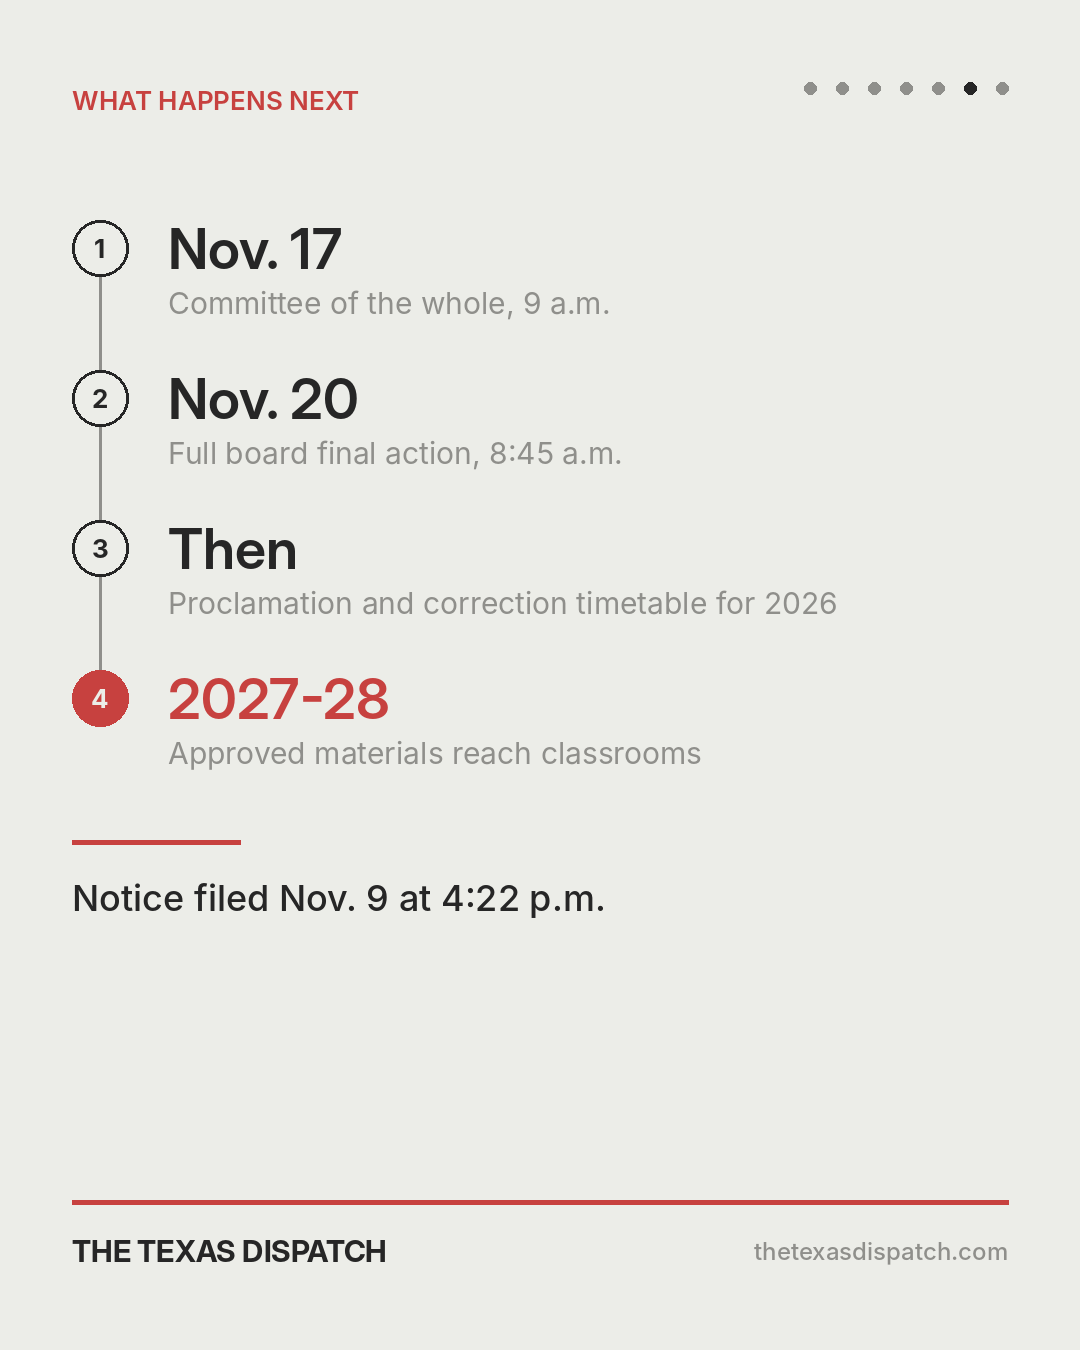 WHAT HAPPENS NEXT
1
Nov. 17
Committee of the whole, 9 a.m.
2
Nov. 20
Full board final action, 8:45 a.m.
3
Then
Proclamation and correction timetable for 2026
4
2027-28
Approved materials reach classrooms
Notice filed Nov. 9 at 4:22 p.m.
THE TEXAS DISPATCH
thetexasdispatch.com